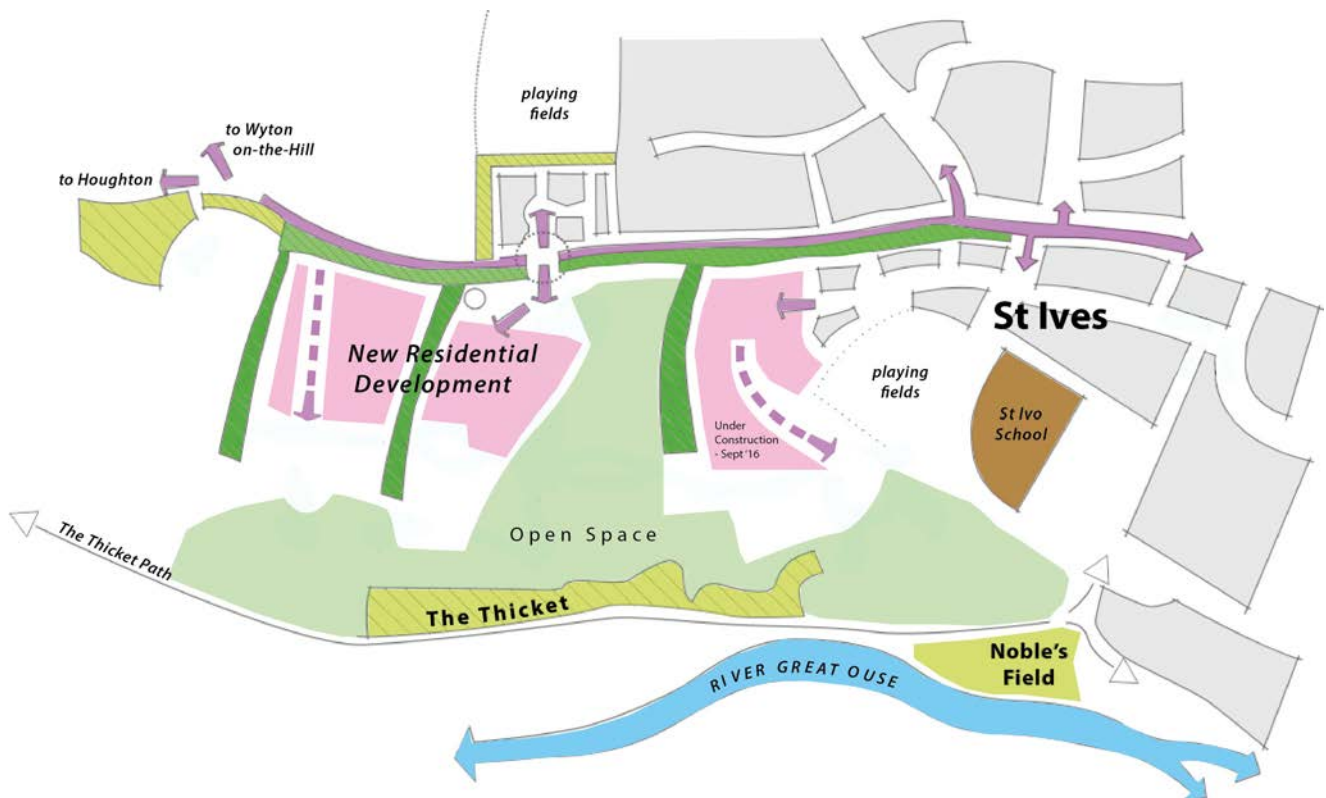 playing
fields
to Wyton
on-the-Hill
to Houghton
St Ives
New Residential
Development
playing
fields
St Ivo
School
Under
Construction
- Sept '16
Open Space
The Thicket Path
The Thicket
Noble's
Field
RIVER GREAT OUSE